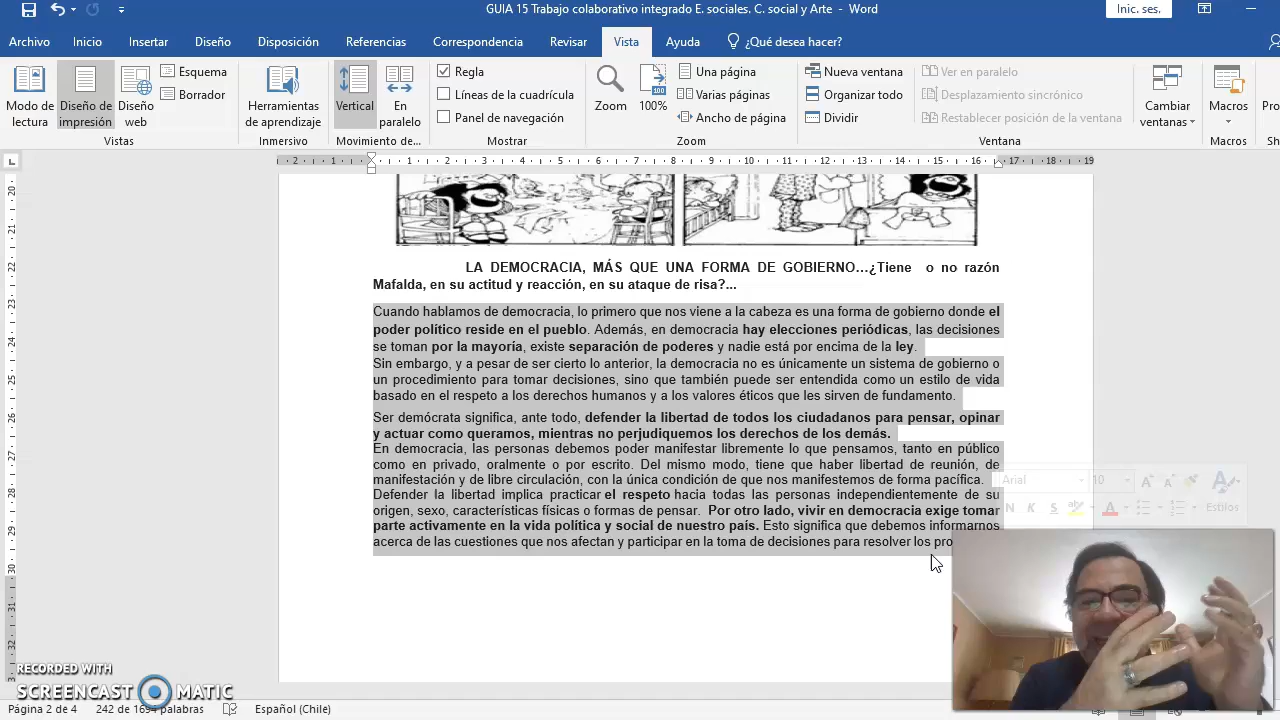 GUIA 15 Trabajo colaborativo integrado E. sociales. C. social y Arte - Word
Inic. ses.
Archivo Inicio Insertar Diseño Disposición Referencias Correspondencia Revisar Vista Ayuda ¿Qué desea hacer?
Modo de lectura
Diseño de impresión
Diseño web
Esquema
Borrador
Vistas
Herramientas de aprendizaje
Inmersivo
Vertical
En paralelo
Movimiento de...
Regla
Líneas de la cuadrícula
Panel de navegación
Mostrar
Zoom
100%
Una página
Varias páginas
Ancho de página
Zoom
Nueva ventana
Organizar todo
Dividir
Ver en paralelo
Desplazamiento sincrónico
Restablecer posición de la ventana
Cambiar ventanas
Ventana
Macros
Macros
LA DEMOCRACIA, MÁS QUE UNA FORMA DE GOBIERNO...¿Tiene o no razón
Mafalda, en su actitud y reacción, en su ataque de risa?...
Cuando hablamos de democracia, lo primero que nos viene a la cabeza es una forma de gobierno donde el
poder político reside en el pueblo. Además, en democracia hay elecciones periódicas, las decisiones
se toman por la mayoría, existe separación de poderes y nadie está por encima de la ley.
Sin embargo, y a pesar de ser cierto lo anterior, la democracia no es únicamente un sistema de gobierno o
un procedimiento para tomar decisiones, sino que también puede ser entendida como un estilo de vida
basado en el respeto a los derechos humanos y a los valores éticos que les sirven de fundamento.
Ser demócrata significa, ante todo, defender la libertad de todos los ciudadanos para pensar, opinar
y actuar como queramos, mientras no perjudiquemos los derechos de los demás.
En democracia, las personas debemos poder manifestar libremente lo que pensamos, tanto en público
como en privado, oralmente o por escrito. Del mismo modo, tiene que haber libertad de reunión, de
manifestación y de libre circulación, con la única condición de que nos manifestemos de forma pacífica.
Defender la libertad implica practicar el respeto hacia todas las personas independientemente de su
origen, sexo, características físicas o formas de pensar. Por otro lado, vivir en democracia exige tomar
parte activamente en la vida política y social de nuestro país. Esto significa que debemos informarnos
acerca de las cuestiones que nos afectan y participar en la toma de decisiones para resolver los
Arial 10
N K S
RECORDED WITH
SCREENCAST MATIC
Página 2 de 4 242 de 1694 palabras Español (Chile)